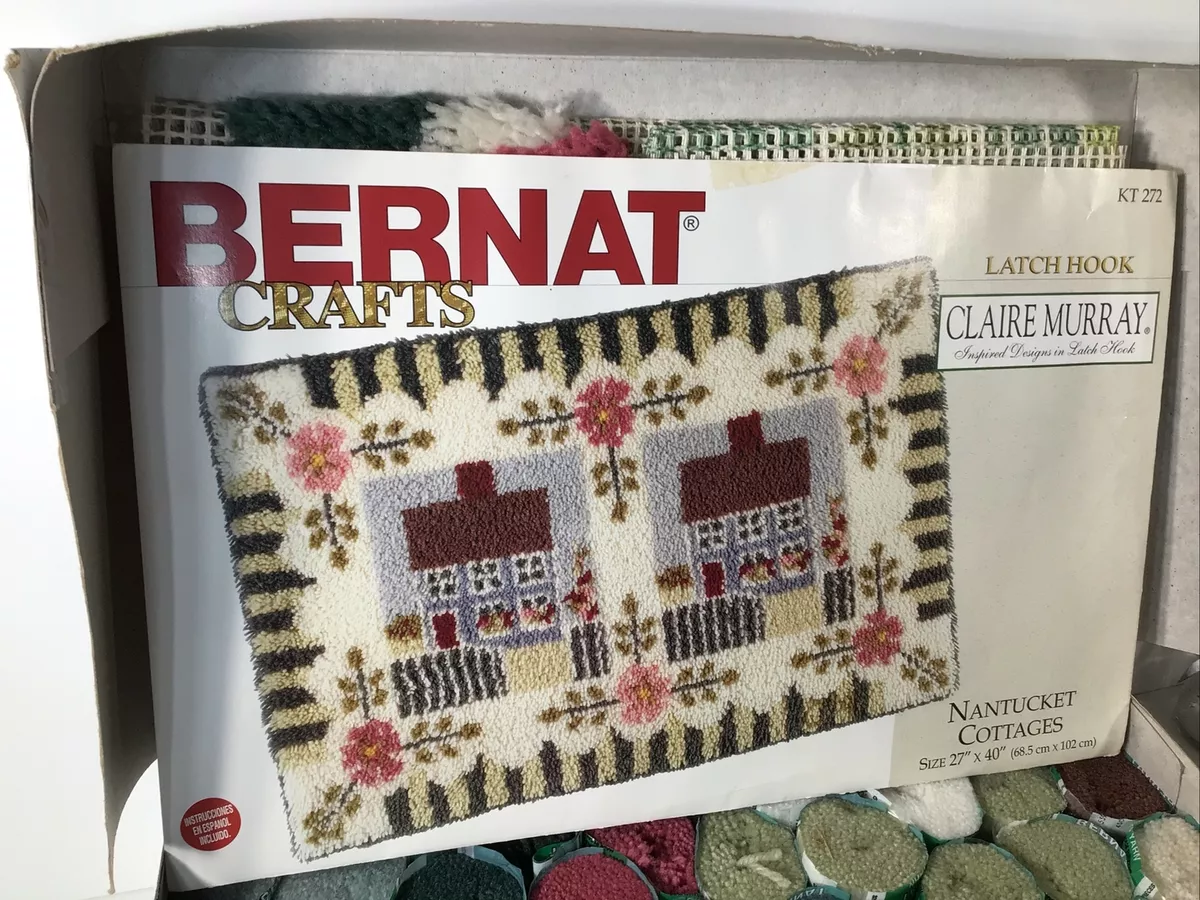 BERNAT®
CRAFTS
KT 272
LATCH HOOK
CLAIRE MURRAY®
Inspired Designs in Latch Hook
NANTUCKET
COTTAGES
SIZE 27" x 40" (68.5 cm x 102 cm)
INSTRUCCIONES
EN ESPAÑOL
INCLUIDO.
YARN